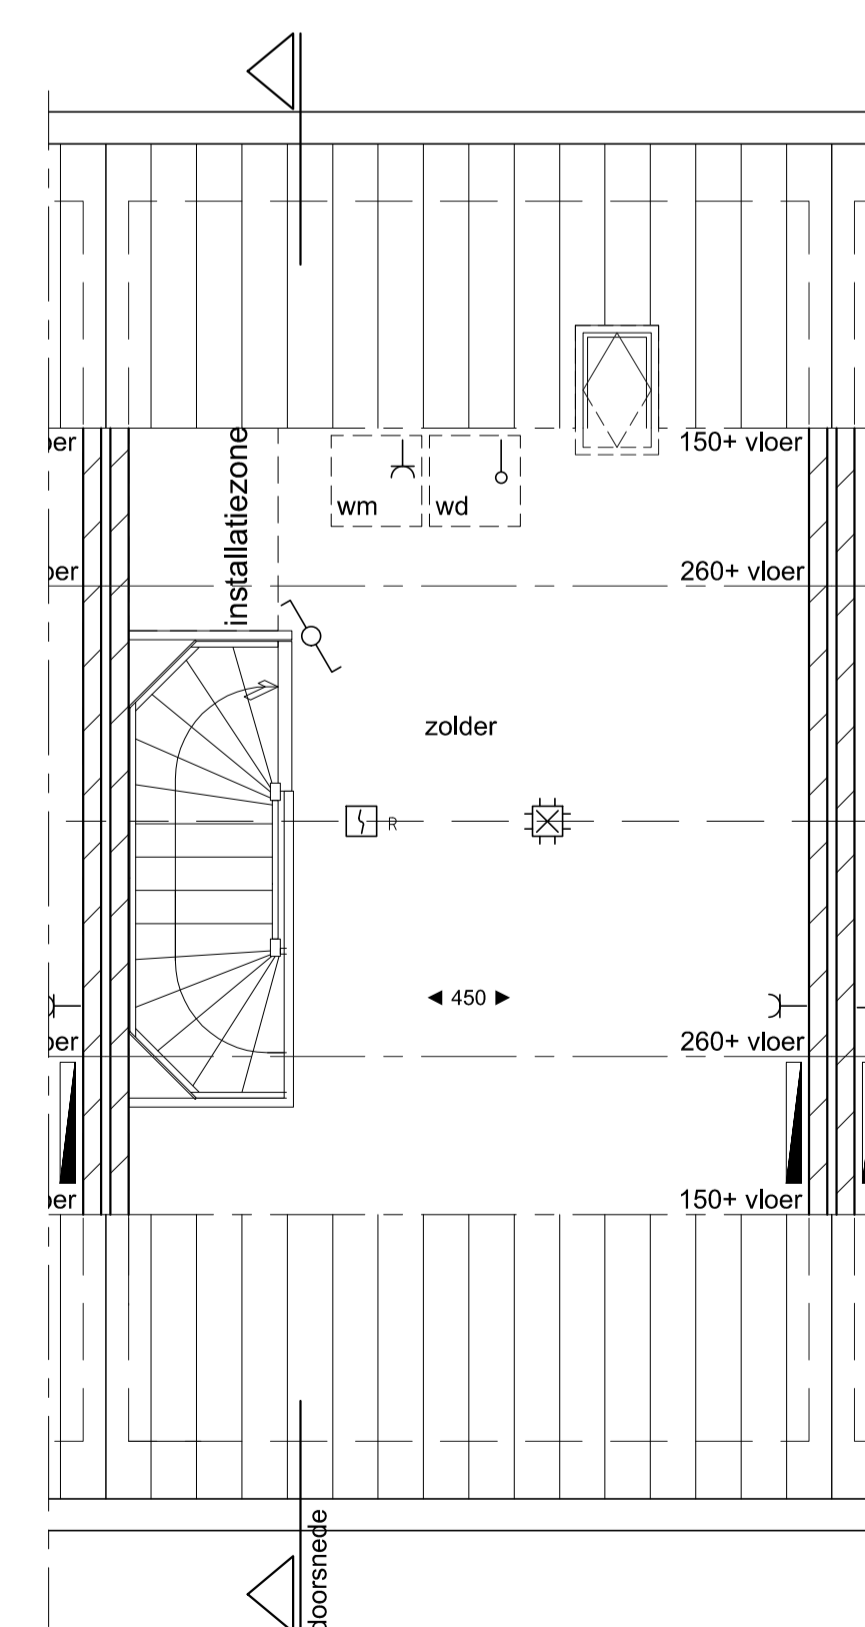 150+ vloer
installatiezone
wm
wd
260+ vloer
zolder
R
◄ 450 ►
260+ vloer
150+ vloer
doorsnede